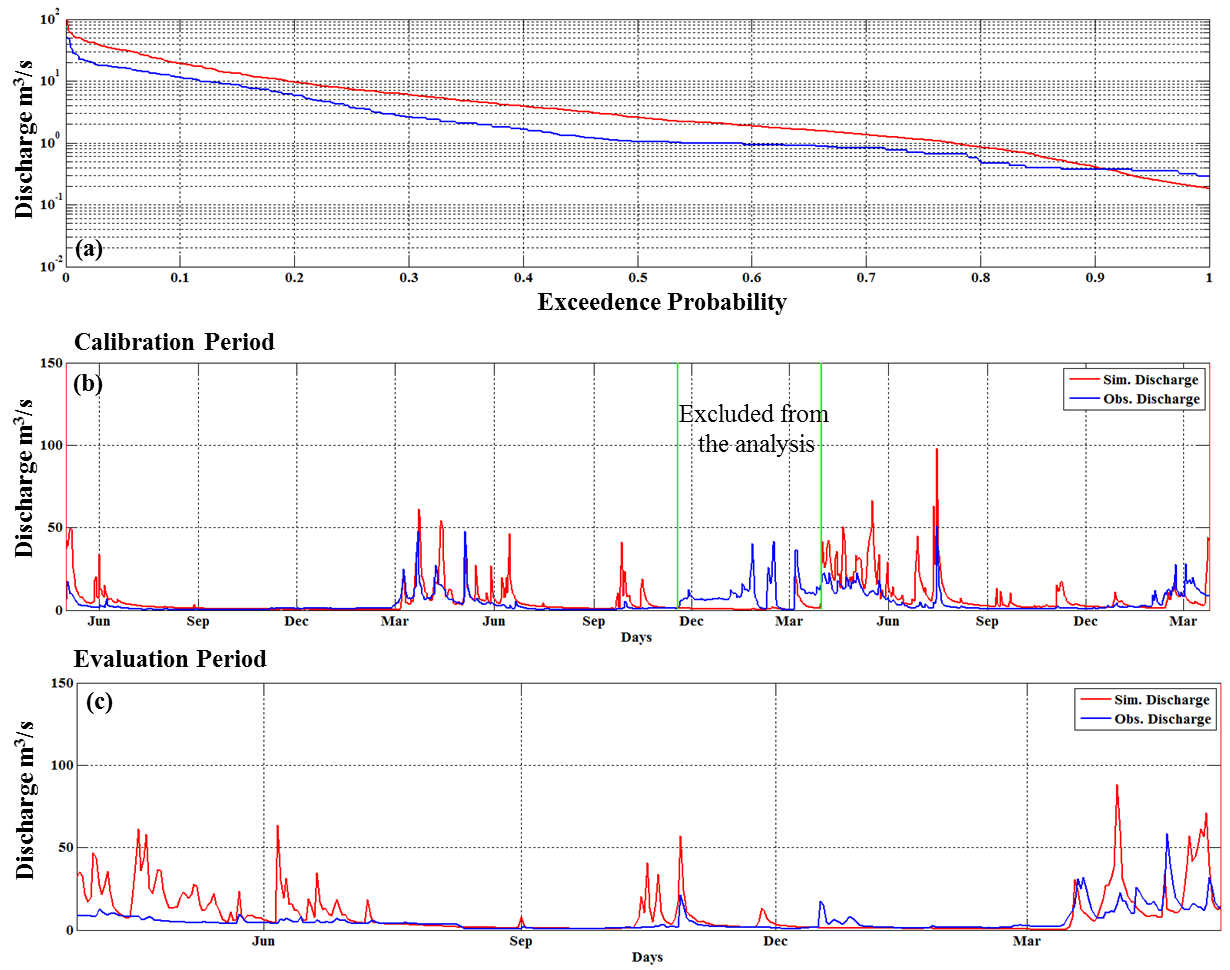 10^2
10^1
10^0
10^-1
10^-2
Discharge m³/s
(a)
0 0.1 0.2 0.3 0.4 0.5 0.6 0.7 0.8 0.9 1
Exceedence Probability
Calibration Period
150
100
50
0
Discharge m³/s
(b)
Excluded from
the analysis
Sim. Discharge
Obs. Discharge
Jun Sep Dec Mar Jun Sep Dec Mar Jun Sep Dec Mar
Days
Evaluation Period
150
100
50
0
Discharge m³/s
(c)
Sim. Discharge
Obs. Discharge
Jun Sep Dec Mar
Days